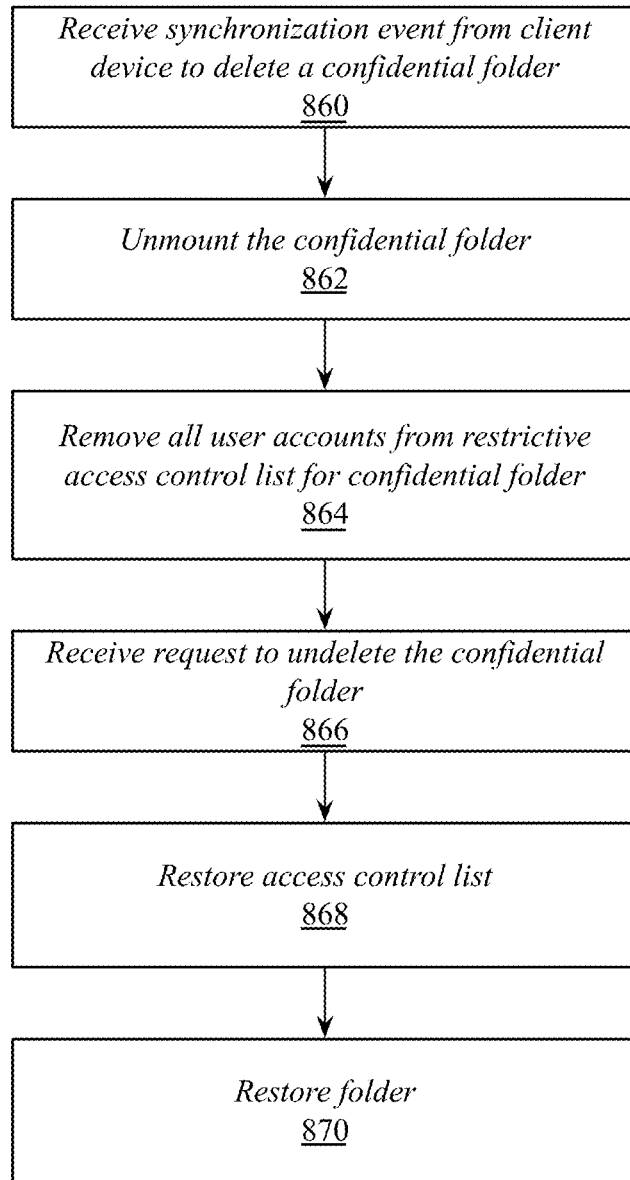 Receive synchronization event from client
device to delete a confidential folder
860
Unmount the confidential folder
862
Remove all user accounts from restrictive
access control list for confidential folder
864
Receive request to undelete the confidential
folder
866
Restore access control list
868
Restore folder
870